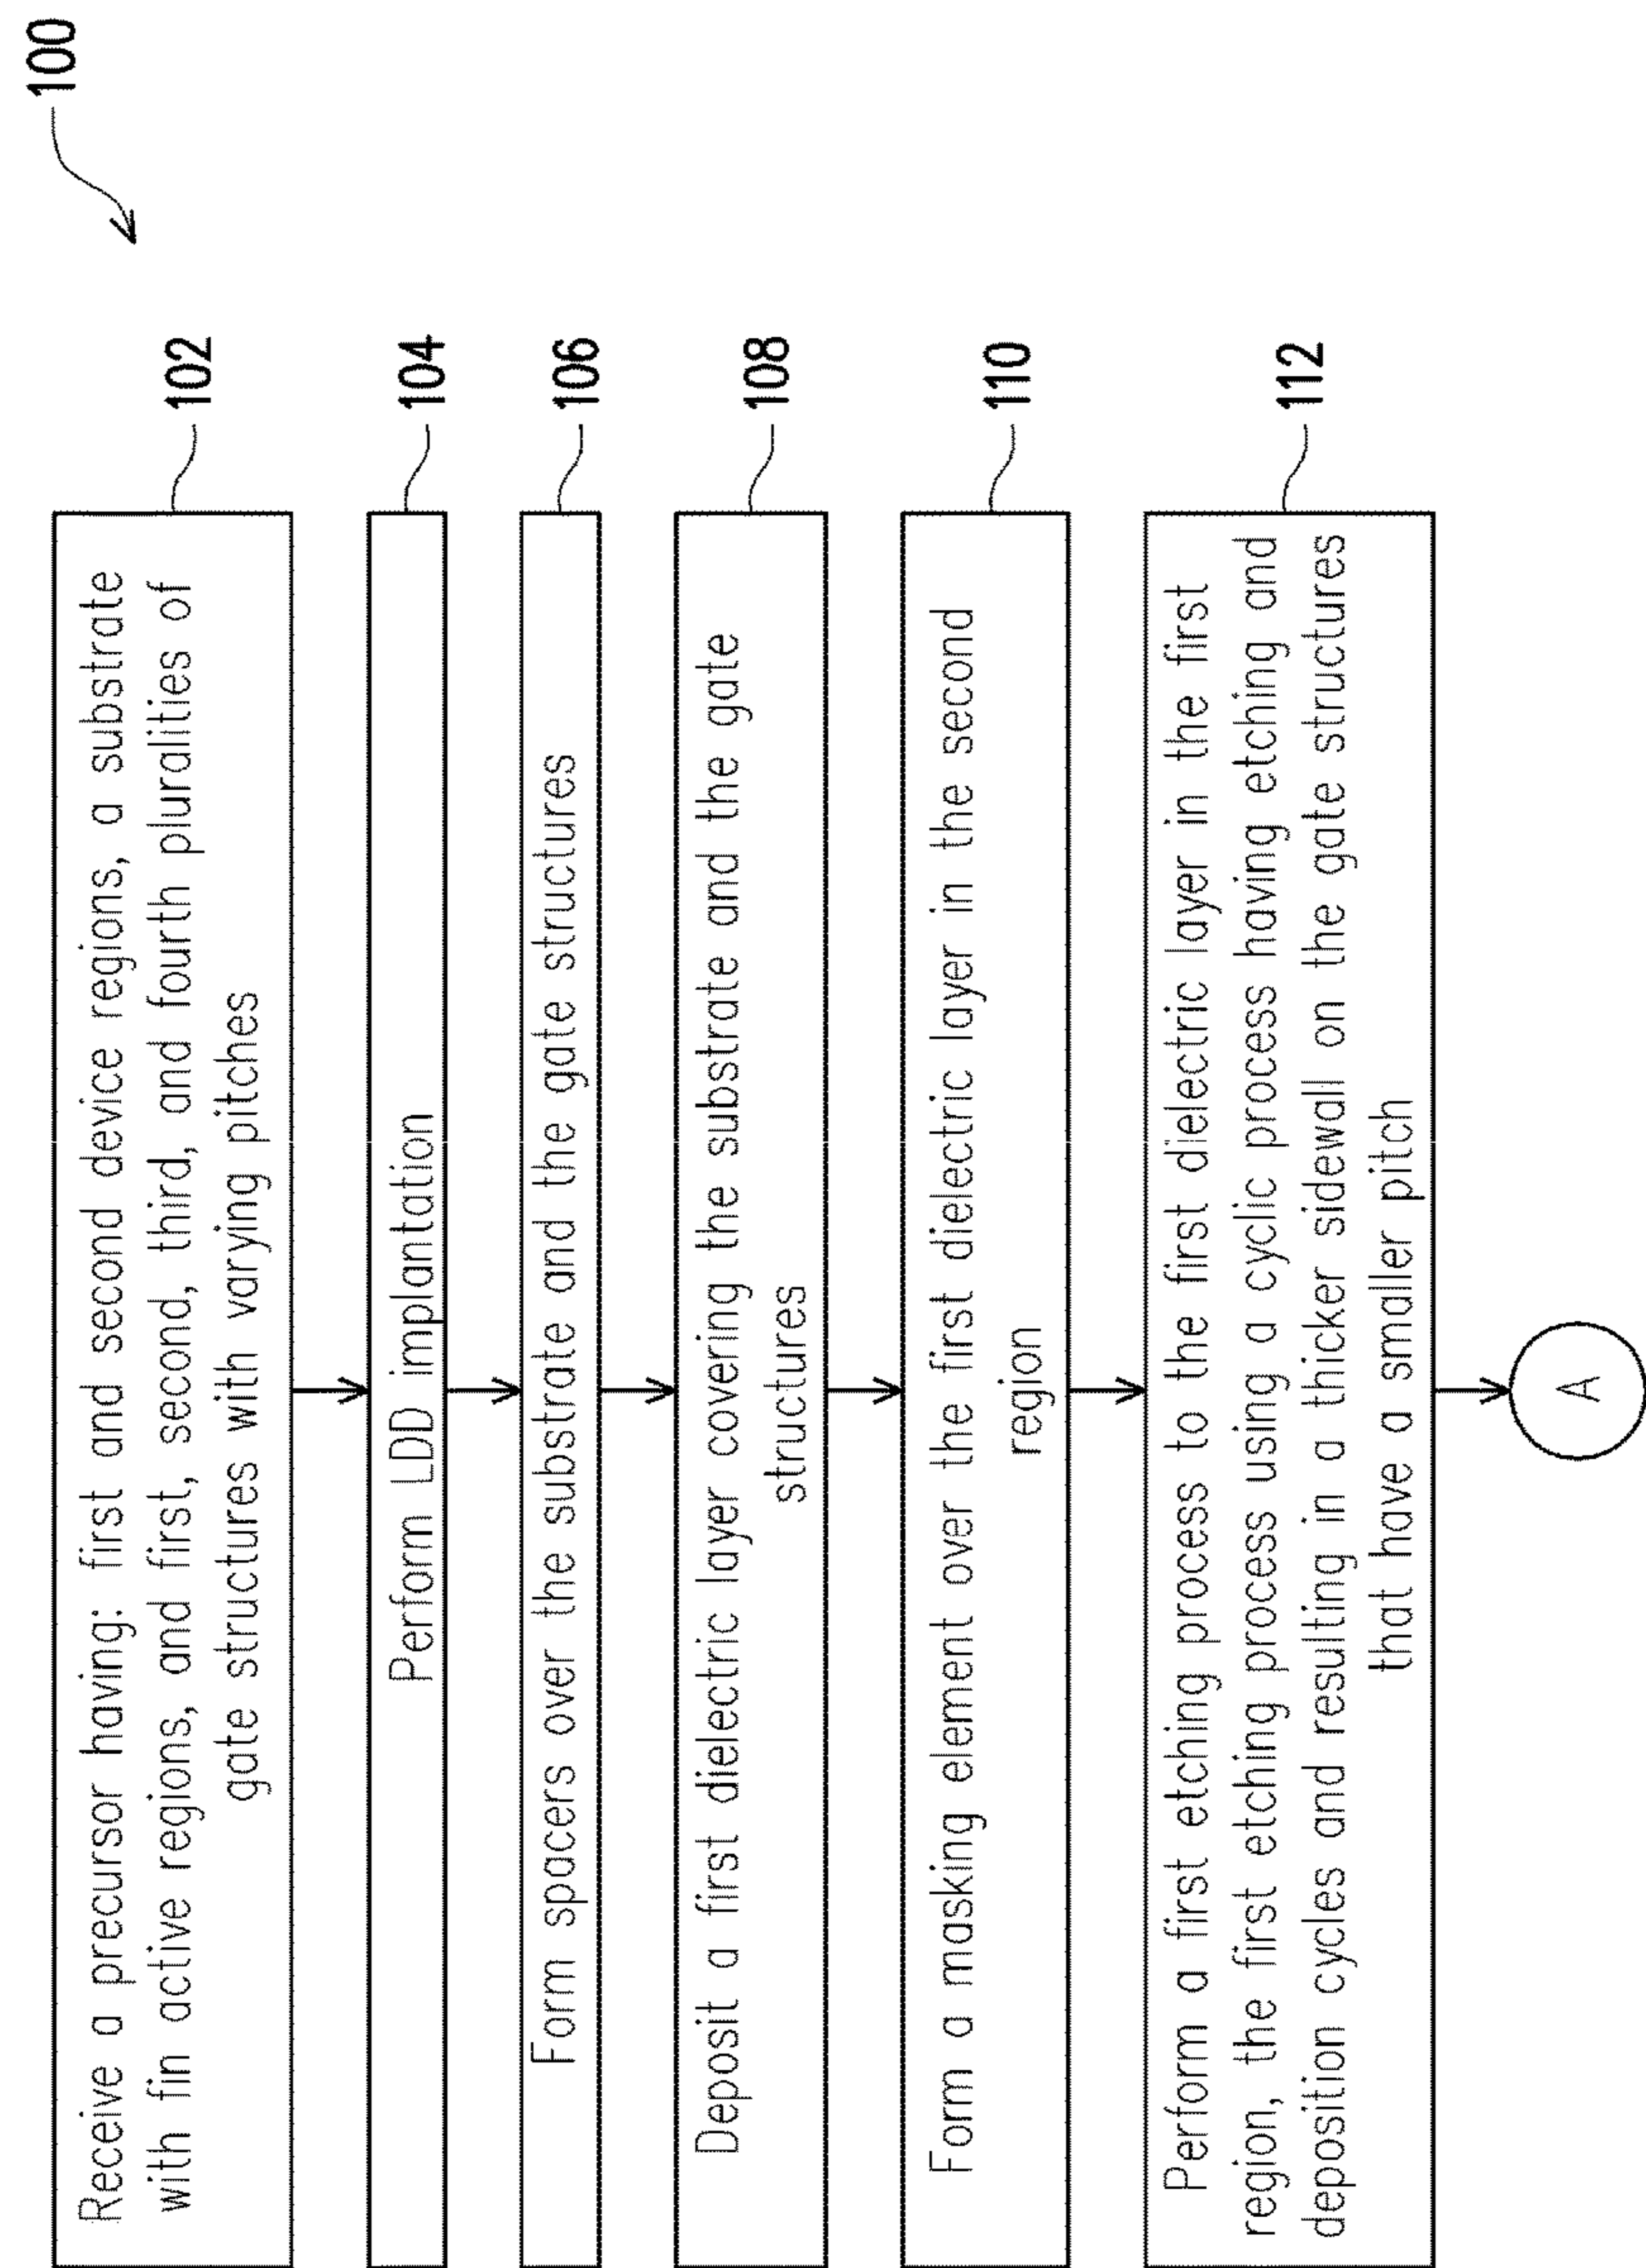 100
Receive a precursor having: first and second device regions, a substrate
with fin active regions, and first, second, third, and fourth pluralities of
gate structures with varying pitches
102
Perform LDD implantation
104
Form spacers over the substrate and the gate structures
106
Deposit a first dielectric layer covering the substrate and the gate
structures
108
Form a masking element over the first dielectric layer in the second
region
110
Perform a first etching process to the first dielectric layer in the first
region, the first etching process using a cyclic process having etching and
deposition cycles and resulting in a thicker sidewall on the gate structures
that have a smaller pitch
112
A